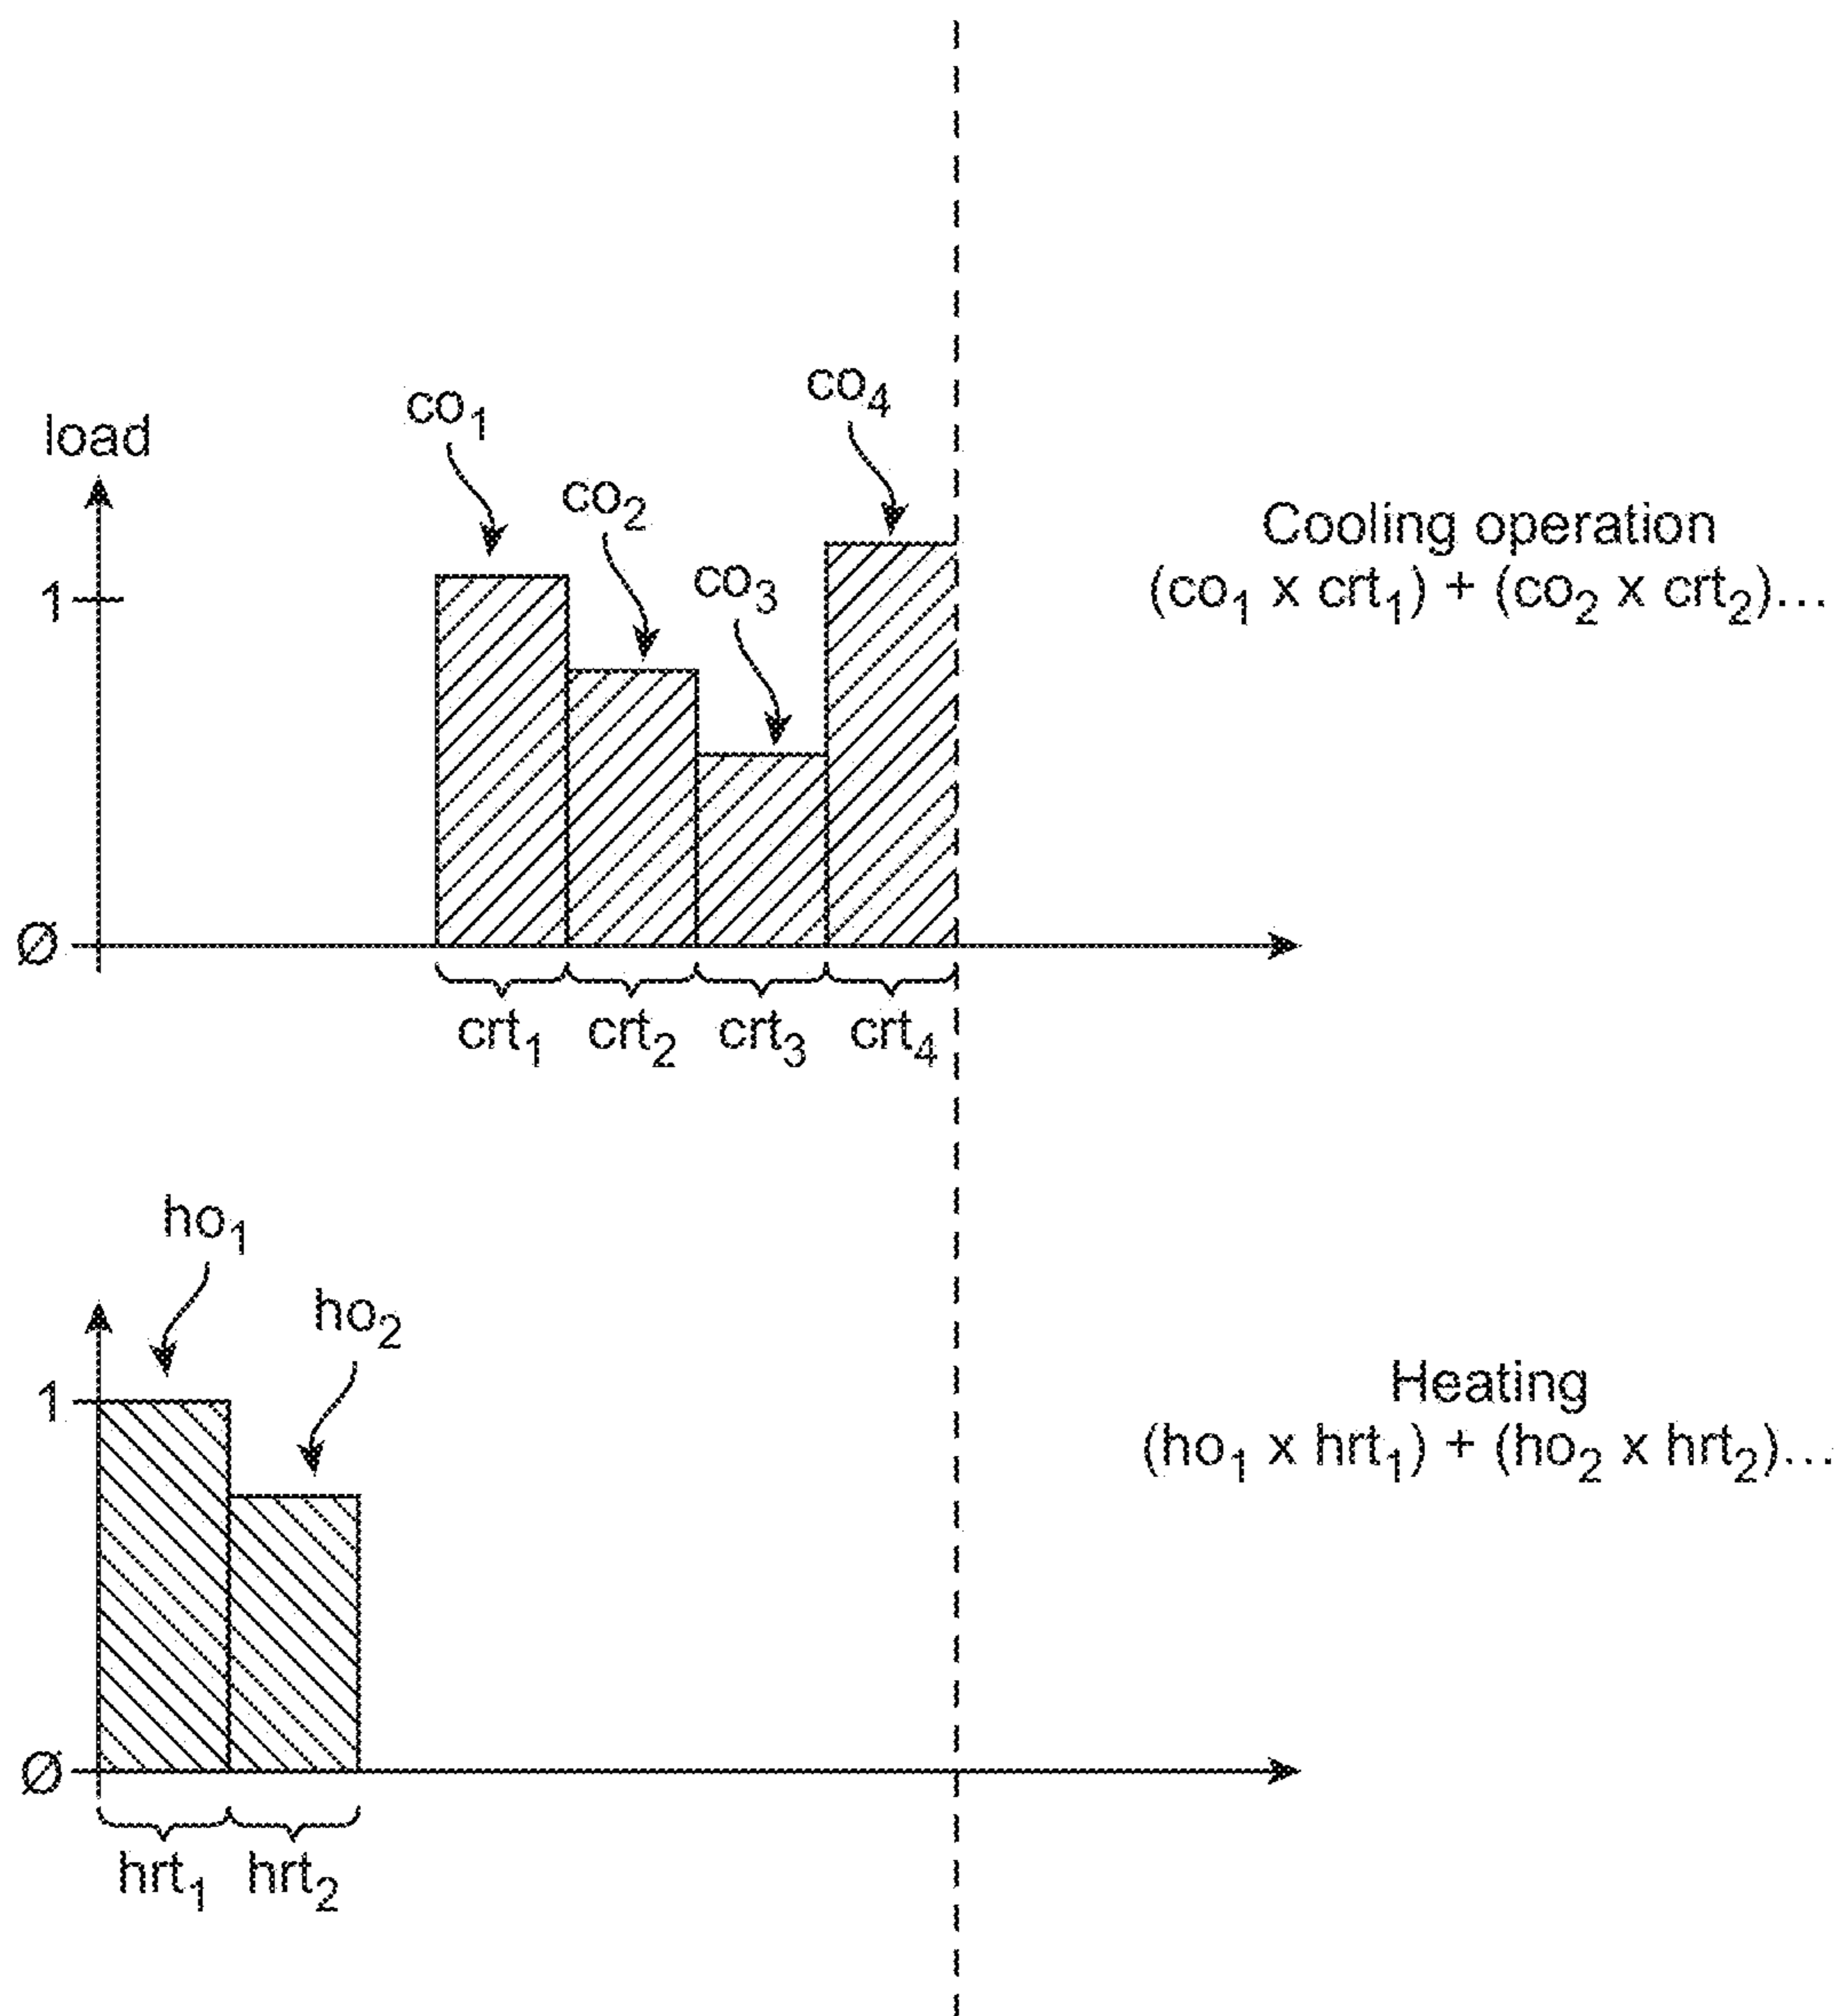 co₄
co₁
load
co₂
Cooling operation
co₃
1
(co₁ x crt₁) + (co₂ x crt₂)...
Ø
crt₁ crt₂ crt₃ crt₄
ho₁
ho₂
1
Heating
(ho₁ x hrt₁) + (ho₂ x hrt₂)...
Ø
hrt₁ hrt₂